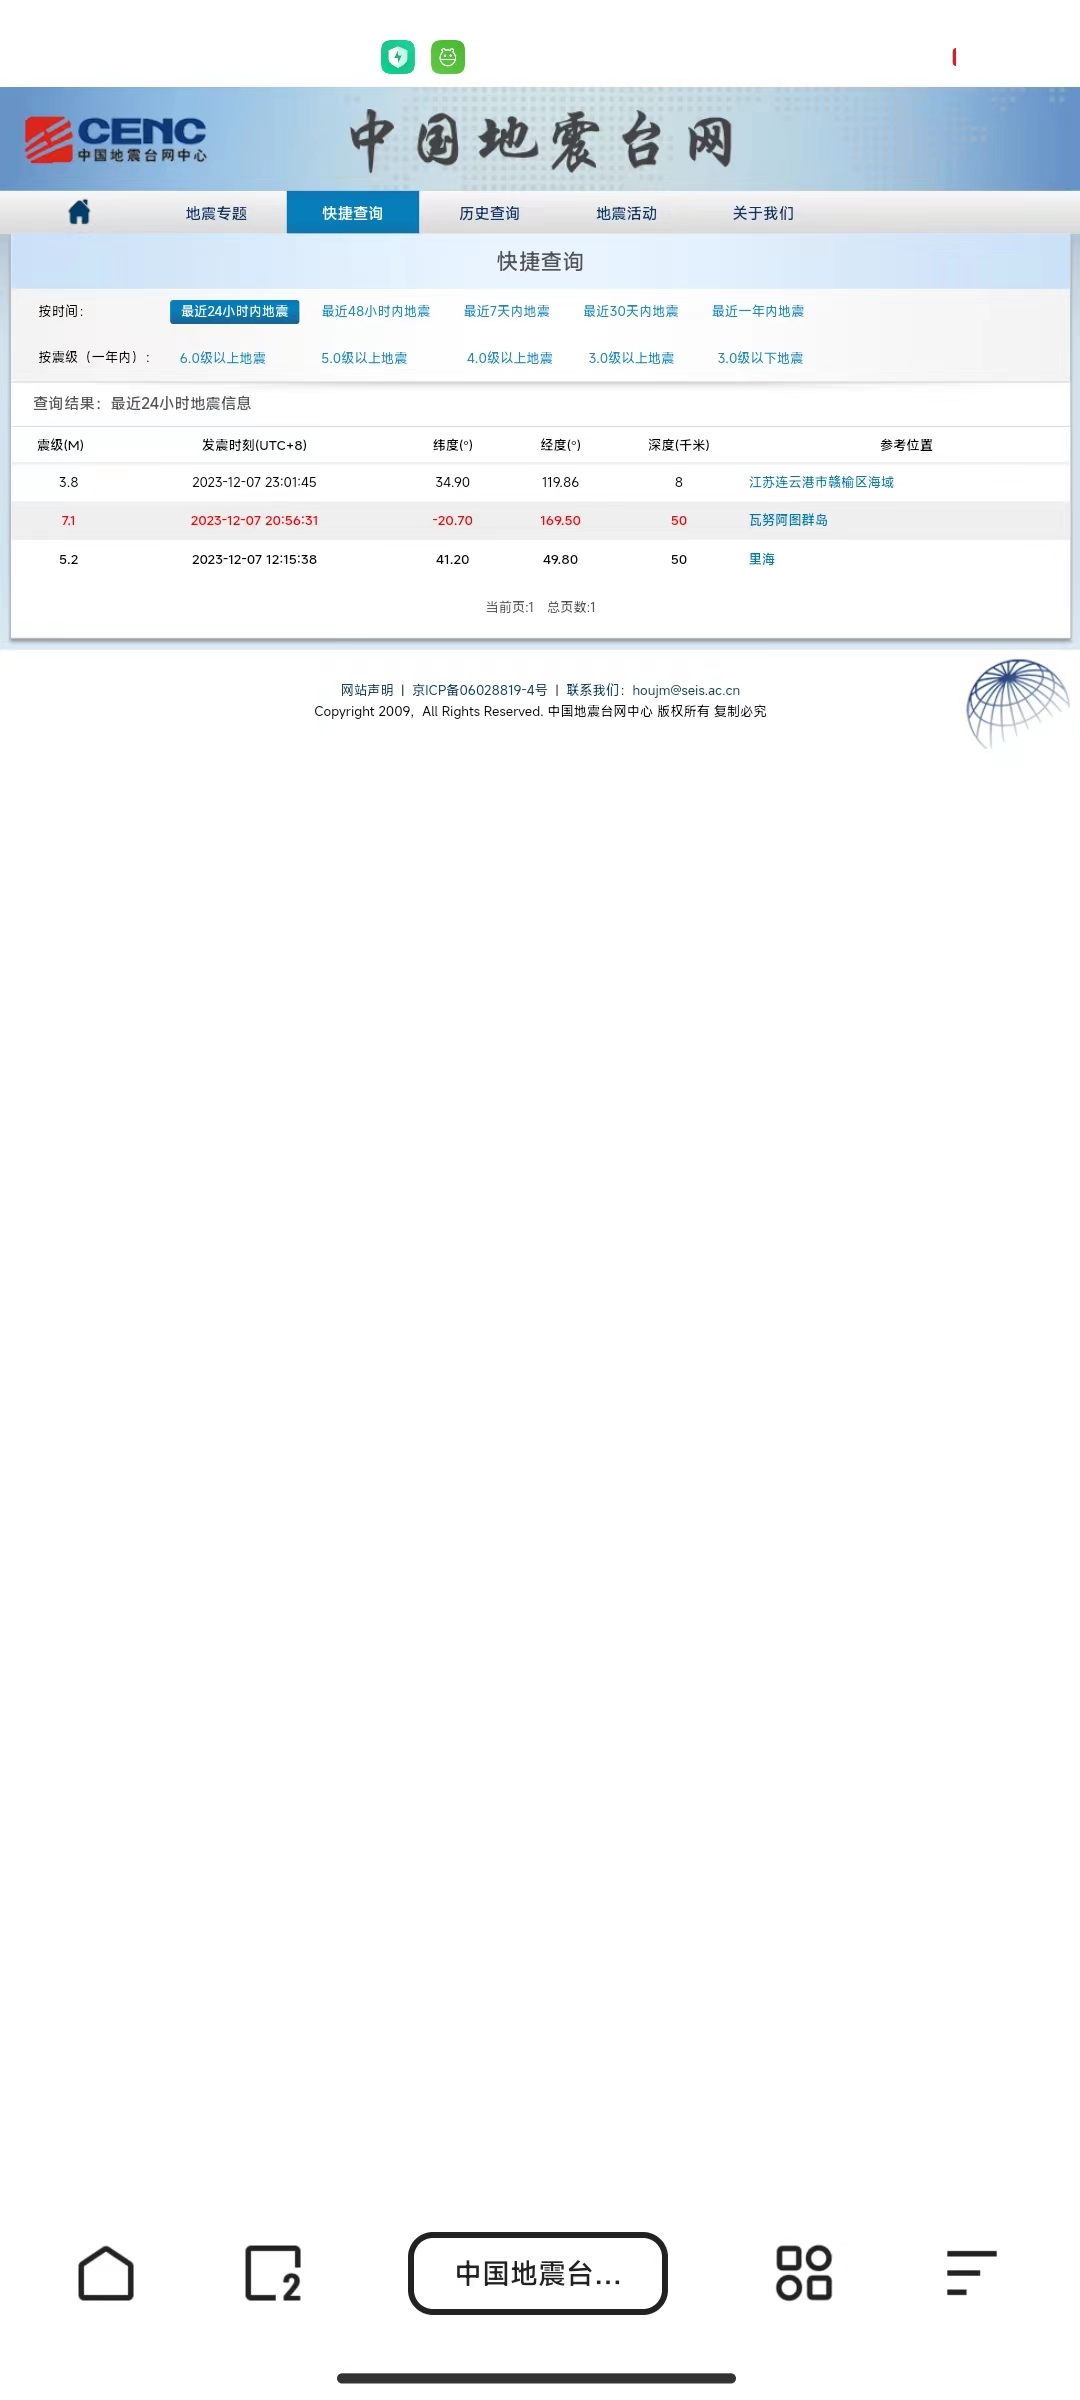 CENC
中国地震台网中心
中国地震台网
地震专题 快捷查询 历史查询 地震活动 关于我们
快捷查询
按时间： 最近24小时内地震 最近48小时内地震 最近7天内地震 最近30天内地震 最近一年内地震
按震级（一年内）： 6.0级以上地震 5.0级以上地震 4.0级以上地震 3.0级以上地震 3.0级以下地震
查询结果：最近24小时地震信息
震级(M) 发震时刻(UTC+8) 纬度(°) 经度(°) 深度(千米) 参考位置
3.8 2023-12-07 23:01:45 34.90 119.86 8 江苏连云港市赣榆区海域
7.1 2023-12-07 20:56:31 -20.70 169.50 50 瓦努阿图群岛
5.2 2023-12-07 12:15:38 41.20 49.80 50 里海
当前页:1 总页数:1
网站声明 | 京ICP备06028819-4号 | 联系我们：houjm@seis.ac.cn
Copyright 2009，All Rights Reserved. 中国地震台网中心 版权所有 复制必究
2 中国地震台...